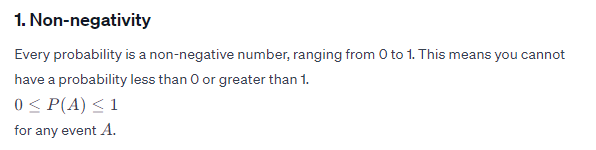 1. Non-negativity
Every probability is a non-negative number, ranging from 0 to 1. This means you cannot
have a probability less than 0 or greater than 1.
0 ≤ P(A) ≤ 1
for any event A.